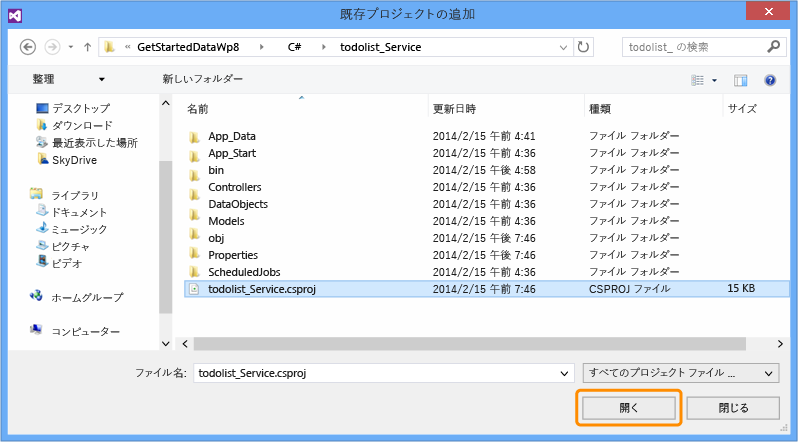 既存プロジェクトの追加
« GetStartedDataWp8 C# todolist_Service
todolist_ の検索
整理 新しいフォルダー
名前 更新日時 種類 サイズ
デスクトップ
ダウンロード
最近表示した場所
SkyDrive
ライブラリ
ドキュメント
ミュージック
ピクチャ
ビデオ
ホームグループ
コンピューター
App_Data 2014/2/15 午前 4:41 ファイル フォルダー
App_Start 2014/2/15 午前 4:36 ファイル フォルダー
bin 2014/2/15 午後 4:58 ファイル フォルダー
Controllers 2014/2/15 午前 4:36 ファイル フォルダー
DataObjects 2014/2/15 午前 4:36 ファイル フォルダー
Models 2014/2/15 午前 4:36 ファイル フォルダー
obj 2014/2/15 午後 7:46 ファイル フォルダー
Properties 2014/2/15 午後 7:46 ファイル フォルダー
ScheduledJobs 2014/2/15 午前 4:36 ファイル フォルダー
todolist_Service.csproj 2014/2/15 午前 7:46 CSPROJ ファイル 15 KB
ファイル名: todolist_Service.csproj すべてのプロジェクト ファイル ...
開く 閉じる